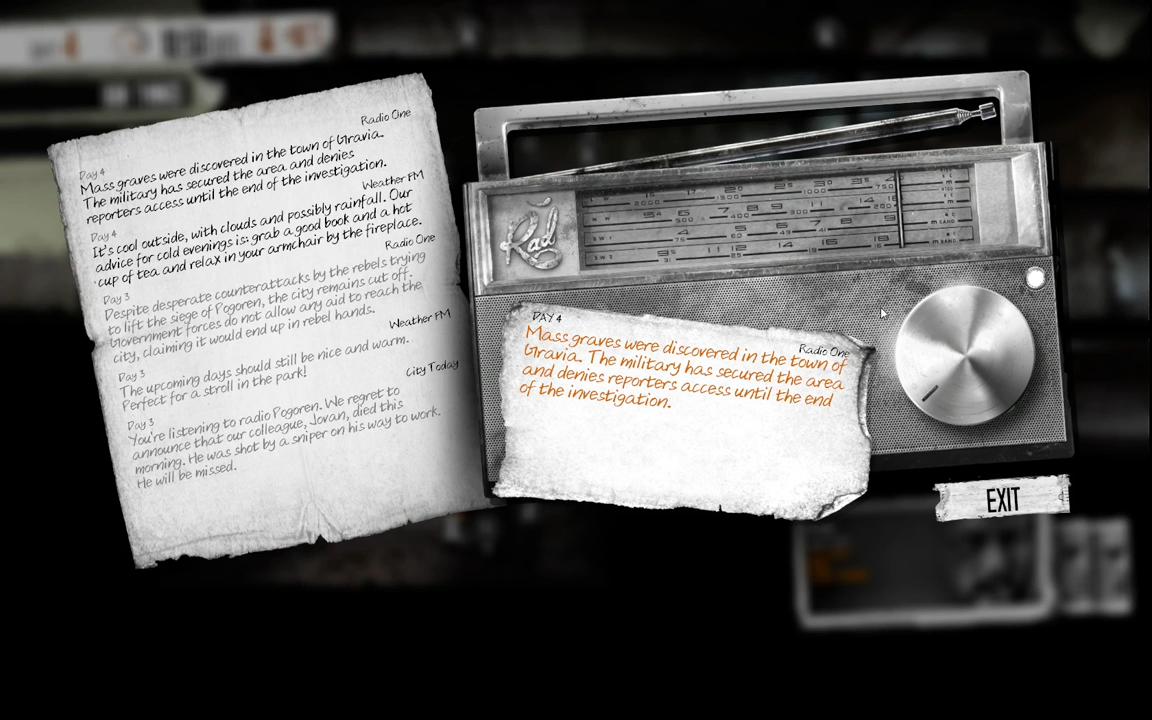 Radio One
Day 4
Mass graves were discovered in the town of Gravia.
The military has secured the area and denies
reporters access until the end of the investigation.
Weather FM
Day 4
It's cool outside, with clouds and possibly rainfall. Our
advice for cold evenings is: grab a good book and a hot
cup of tea and relax in your armchair by the fireplace.
Radio One
Day 3
Despite desperate counterattacks by the rebels trying
to lift the siege of Pogoren, the city remains cut off.
Government forces do not allow any aid to reach the
city, claiming it would end up in rebel hands.
Weather FM
Day 3
The upcoming days should still be nice and warm.
Perfect for a stroll in the park!
City Today
Day 3
You're listening to radio Pogoren. We regret to
announce that our colleague, Jovan, died this
morning. He was shot by a sniper on his way to work.
He will be missed.
Rad
DAY 4
Radio One
Mass graves were discovered in the town of
Gravia. The military has secured the area
and denies reporters access until the end
of the investigation.
EXIT